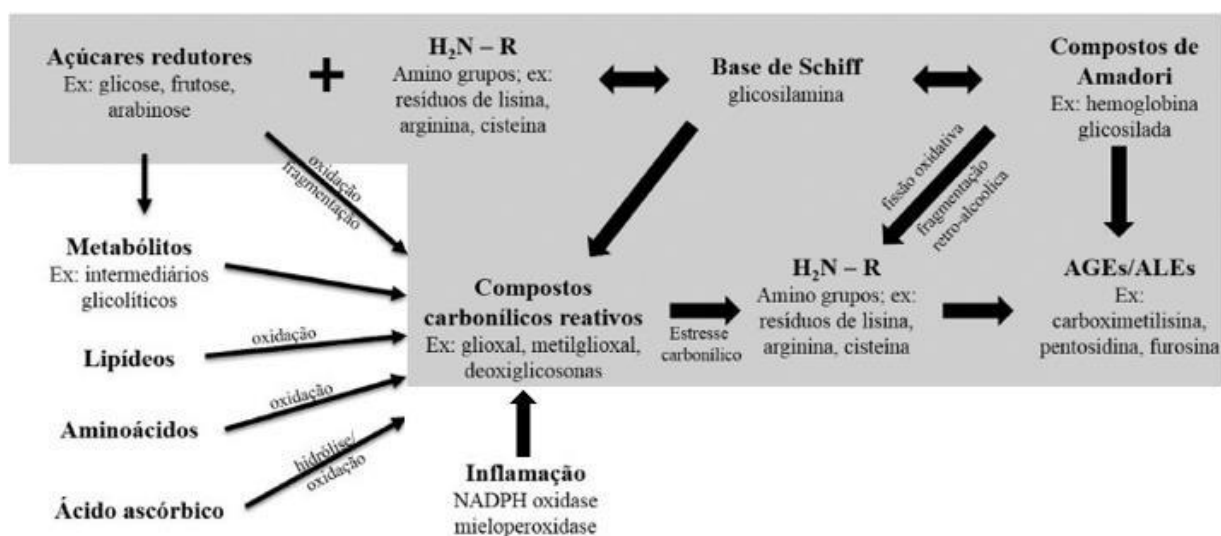 Açúcares redutores
Ex: glicose, frutose,
arabinose
+
H₂N – R
Amino grupos; ex:
resíduos de lisina,
arginina, cisteína
Base de Schiff
glicosilamina
Compostos de
Amadori
Ex: hemoglobina
glicosilada
oxidação
fragmentação
fissão oxidativa
fragmentação
retro-alcoolica
Metabólitos
Ex: intermediários
glicolíticos
Lipídeos
oxidação
Aminoácidos
oxidação
Ácido ascórbico
hidrólise/
oxidação
Compostos
carbonílicos reativos
Ex: glioxal, metilglioxal,
deoxiglicosonas
Estresse
carbonílico
H₂N – R
Amino grupos; ex:
resíduos de lisina,
arginina, cisteína
AGEs/ALEs
Ex:
carboximetilisina,
pentosidina, furosina
Inflamação
NADPH oxidase
mieloperoxidase